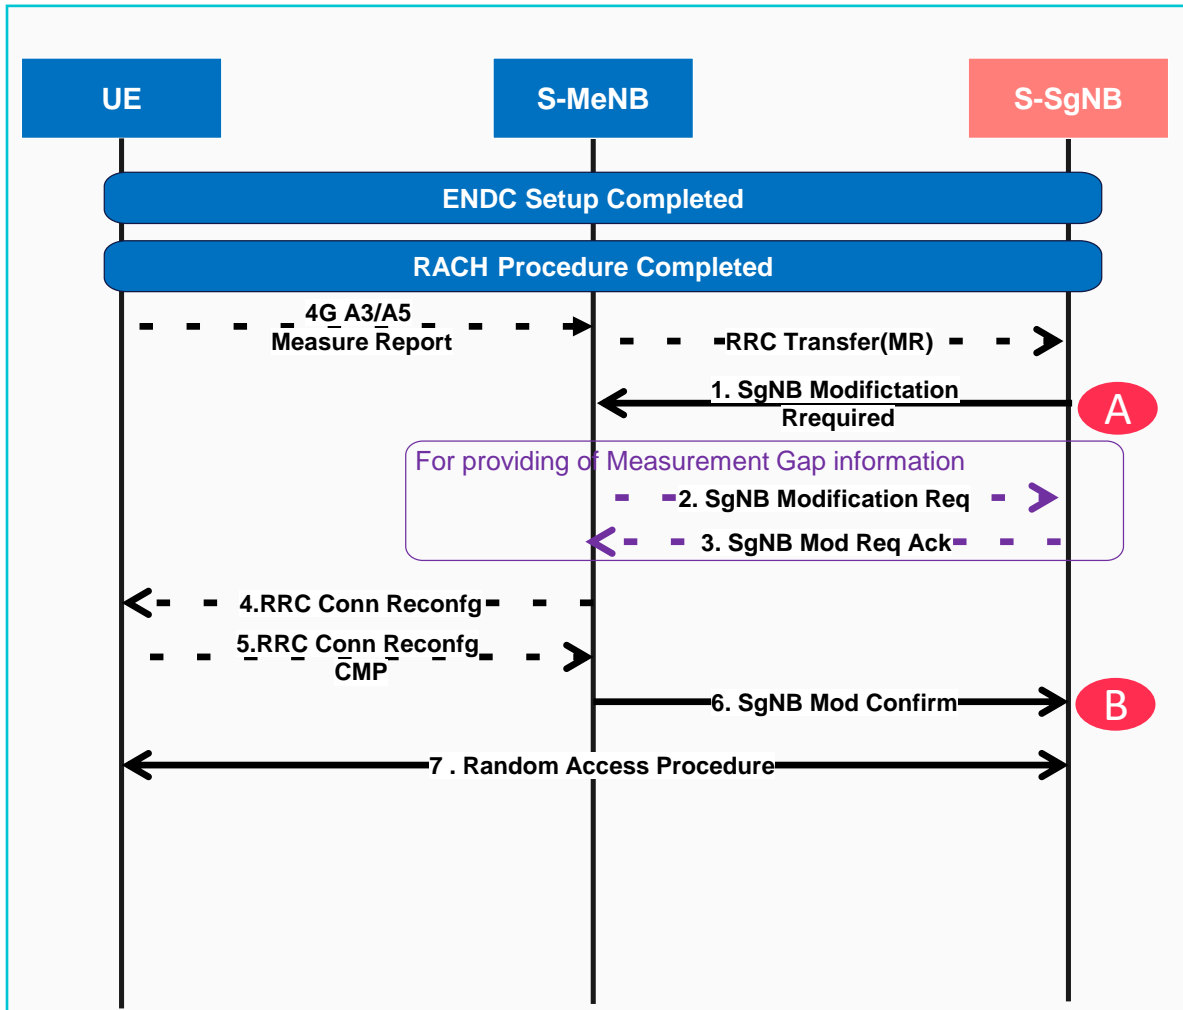 UE
S-MeNB
S-SgNB
ENDC Setup Completed
RACH Procedure Completed
4G A3/A5
Measure Report
RRC Transfer(MR)
1. SgNB Modifictation
Rrequired
A
For providing of Measurement Gap information
2. SgNB Modification Req
3. SgNB Mod Req Ack
4.RRC Conn Reconfg
5.RRC Conn Reconfg
CMP
6. SgNB Mod Confirm
B
7 . Random Access Procedure